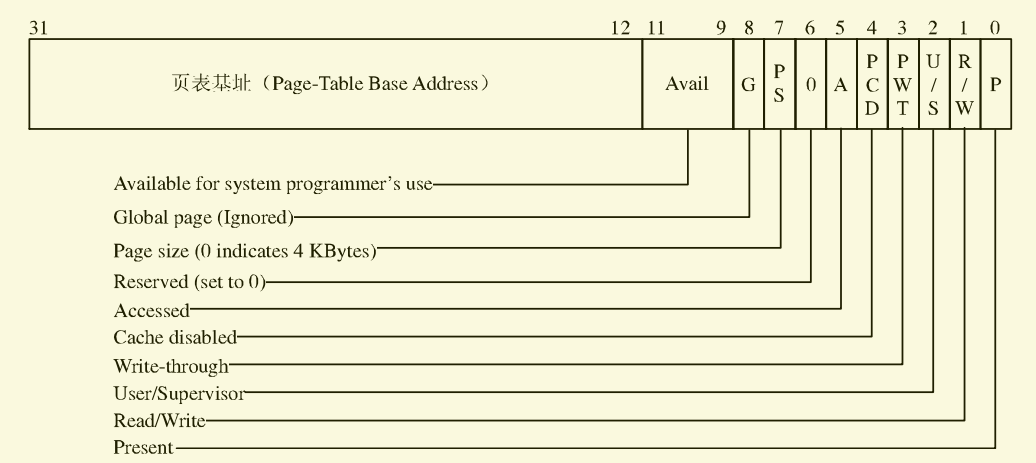 31 12 11 9 8 7 6 5 4 3 2 1 0
页表基址（Page-Table Base Address） Avail G PS 0 A PCD PWT U/S R/W P
Available for system programmer’s use
Global page (Ignored)
Page size (0 indicates 4 KBytes)
Reserved (set to 0)
Accessed
Cache disabled
Write-through
User/Supervisor
Read/Write
Present